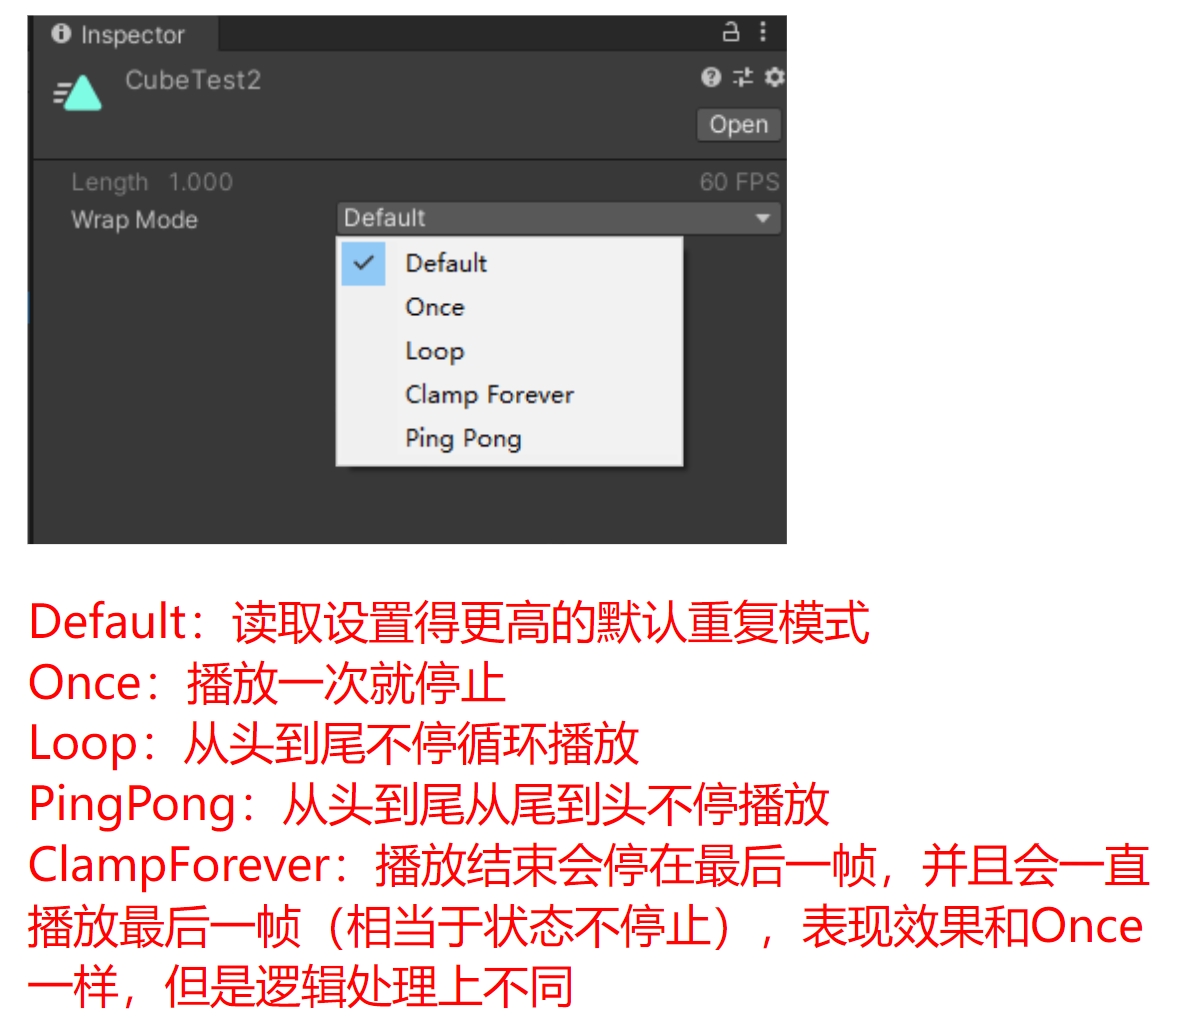 Inspector
CubeTest2
Open
Length 1.000 60 FPS
Wrap Mode Default
Default
Once
Loop
Clamp Forever
Ping Pong
Default：读取设置得更高的默认重复模式
Once：播放一次就停止
Loop：从头到尾不停循环播放
PingPong：从头到尾从尾到头不停播放
ClampForever：播放结束会停在最后一帧，并且会一直
播放最后一帧（相当于状态不停止），表现效果和Once
一样，但是逻辑处理上不同